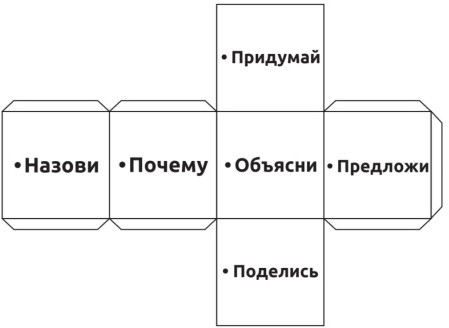 • Придумай
• Назови • Почему • Объясни • Предложи
• Поделись